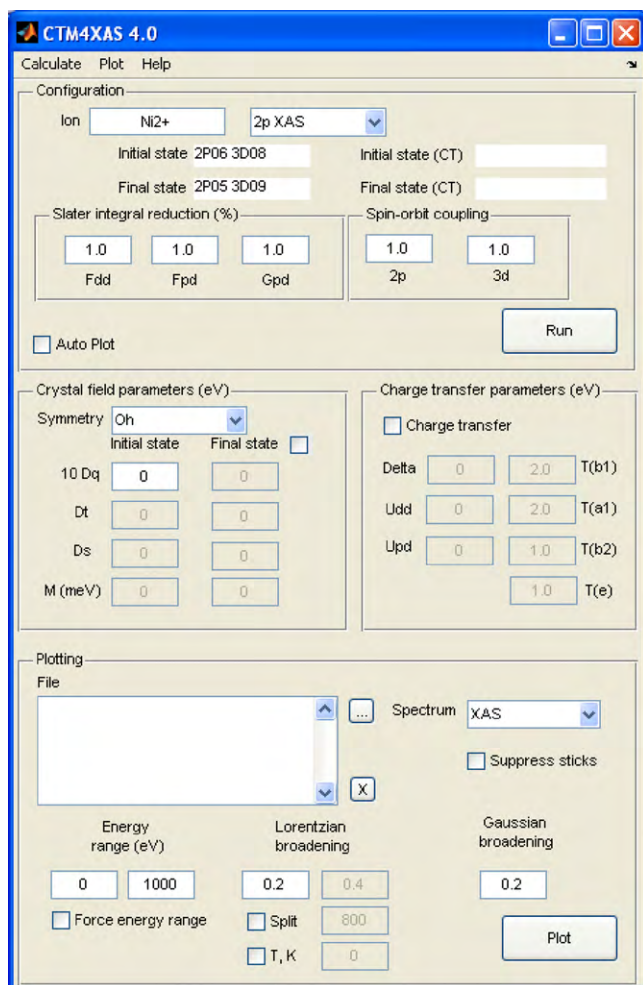 CTM4XAS 4.0
Calculate Plot Help
Configuration
Ion Ni2+ 2p XAS
Initial state 2P06 3D08 Initial state (CT)
Final state 2P05 3D09 Final state (CT)
Slater integral reduction (%) Spin-orbit coupling
1.0 1.0 1.0 1.0 1.0
Fdd Fpd Gpd 2p 3d
Run
Auto Plot
Crystal field parameters (eV) Charge transfer parameters (eV)
Symmetry Oh Charge transfer
Initial state Final state
10 Dq 0 0 Delta 0 2.0 T(b1)
Dt 0 0 Udd 0 2.0 T(a1)
Ds 0 0 Upd 0 1.0 T(b2)
M (meV) 0 0 1.0 T(e)
Plotting
File
... Spectrum XAS
Suppress sticks
X
Energy Lorentzian Gaussian
range (eV) broadening broadening
0 1000 0.2 0.4 0.2
Force energy range Split 800
Plot
T, K 0